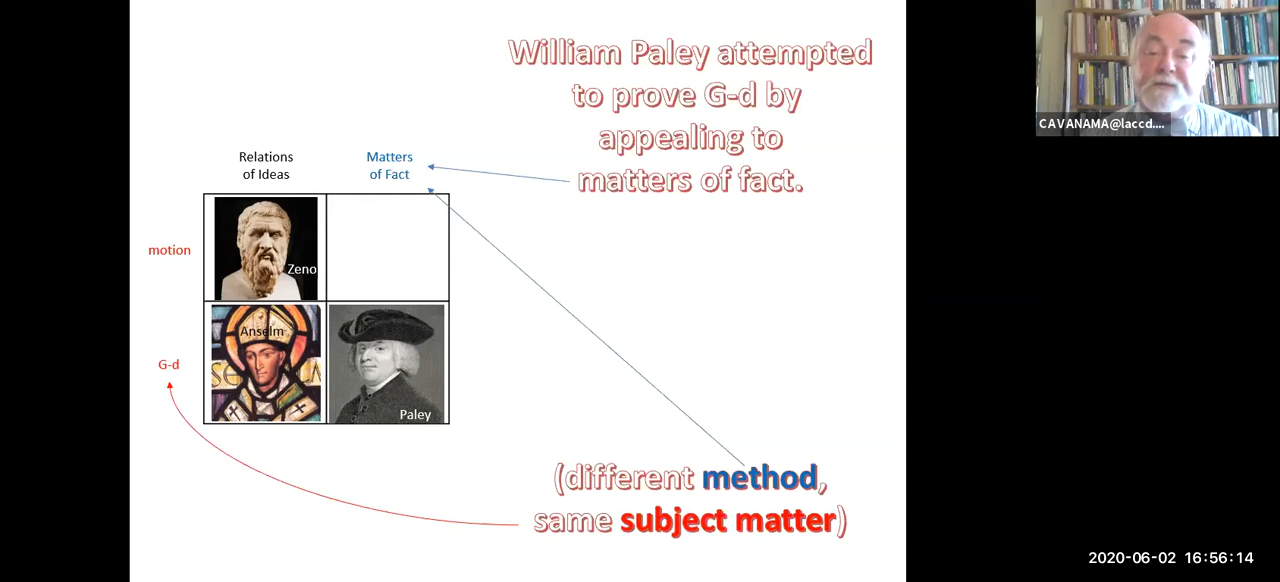 William Paley attempted
to prove G-d by
appealing to
matters of fact.
CAVANAMA@laccd....
Relations
of Ideas
Matters
of Fact
motion
Zeno
Anselm
G-d
Paley
(different method,
same subject matter)
2020-06-02 16:56:14